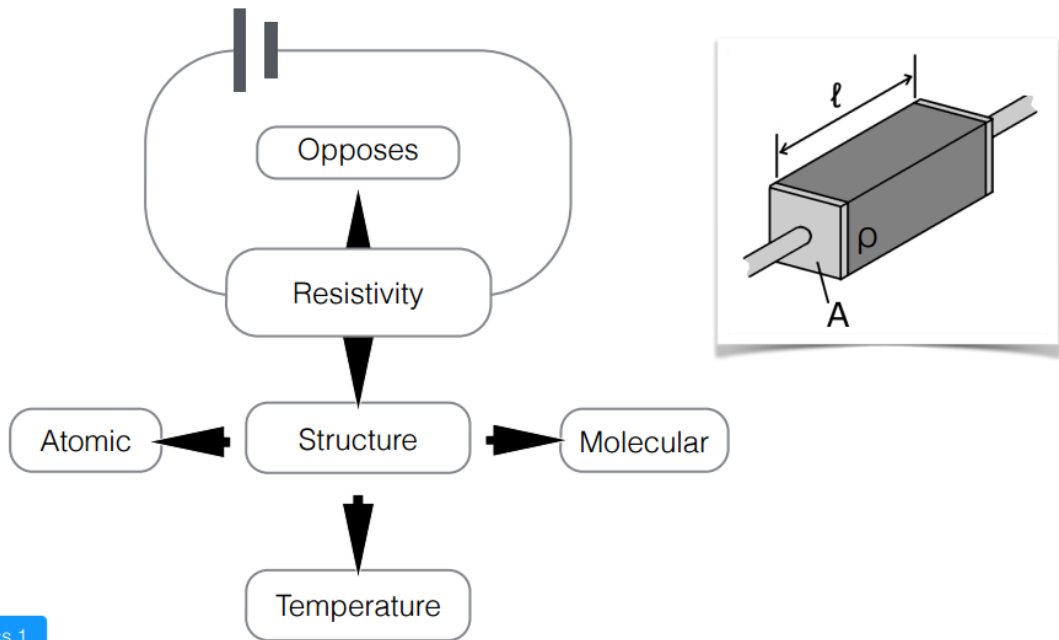 Opposes
ℓ
Resistivity
ρ
A
Atomic
Structure
Molecular
Temperature